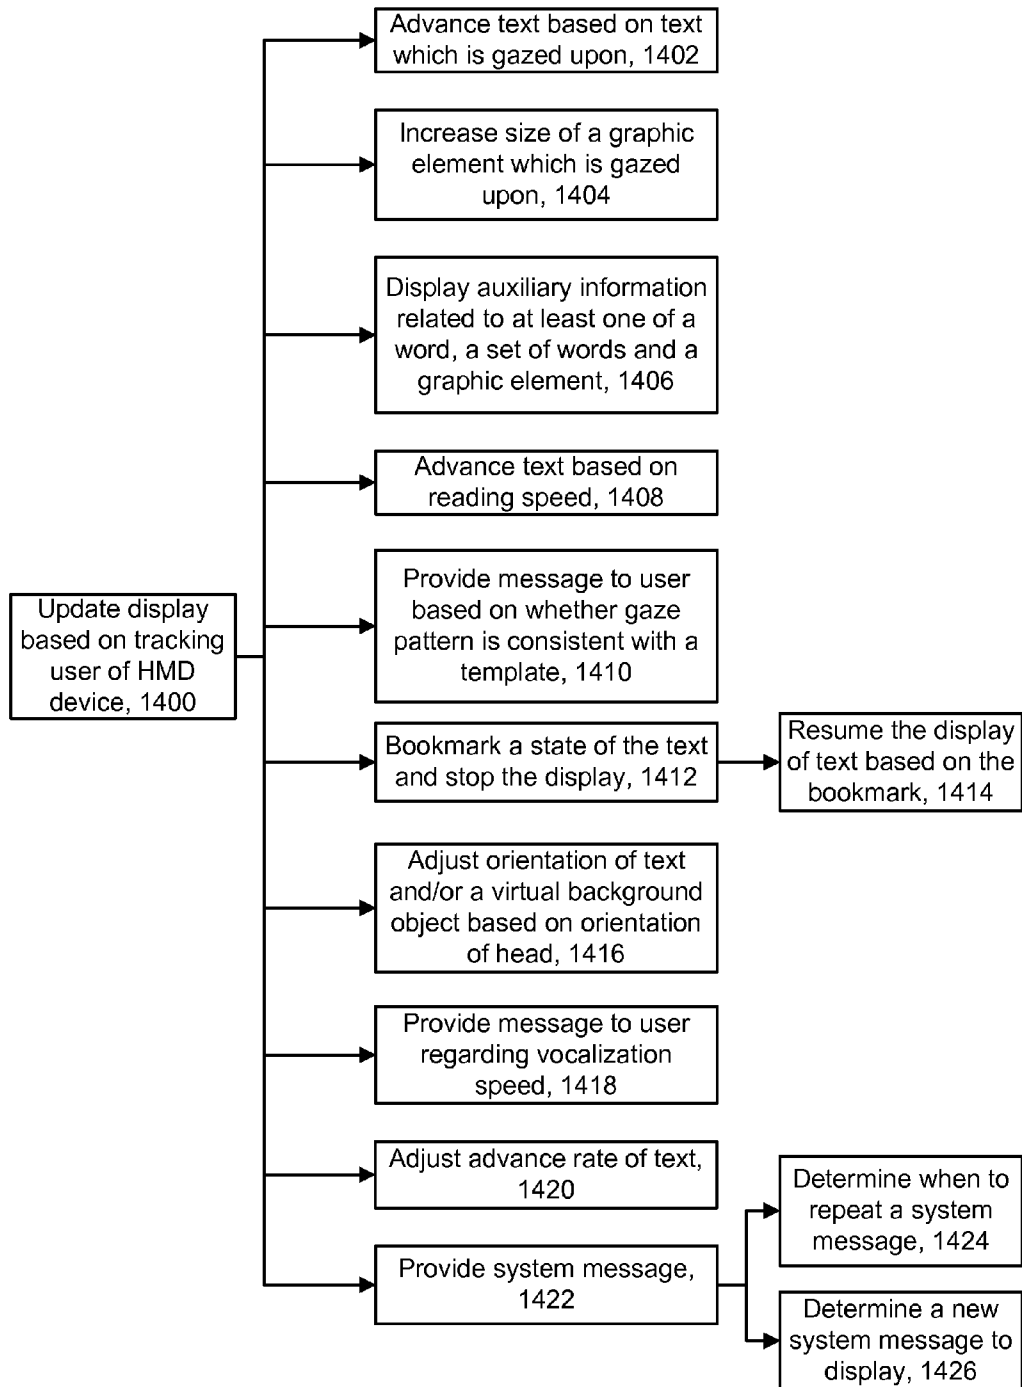 Advance text based on text
which is gazed upon, 1402
Increase size of a graphic
element which is gazed
upon, 1404
Display auxiliary information
related to at least one of a
word, a set of words and a
graphic element, 1406
Advance text based on
reading speed, 1408
Provide message to user
based on whether gaze
pattern is consistent with a
template, 1410
Update display
based on tracking
user of HMD
device, 1400
Bookmark a state of the text
and stop the display, 1412
Resume the display
of text based on the
bookmark, 1414
Adjust orientation of text
and/or a virtual background
object based on orientation
of head, 1416
Provide message to user
regarding vocalization
speed, 1418
Adjust advance rate of text,
1420
Provide system message,
1422
Determine when to
repeat a system
message, 1424
Determine a new
system message to
display, 1426